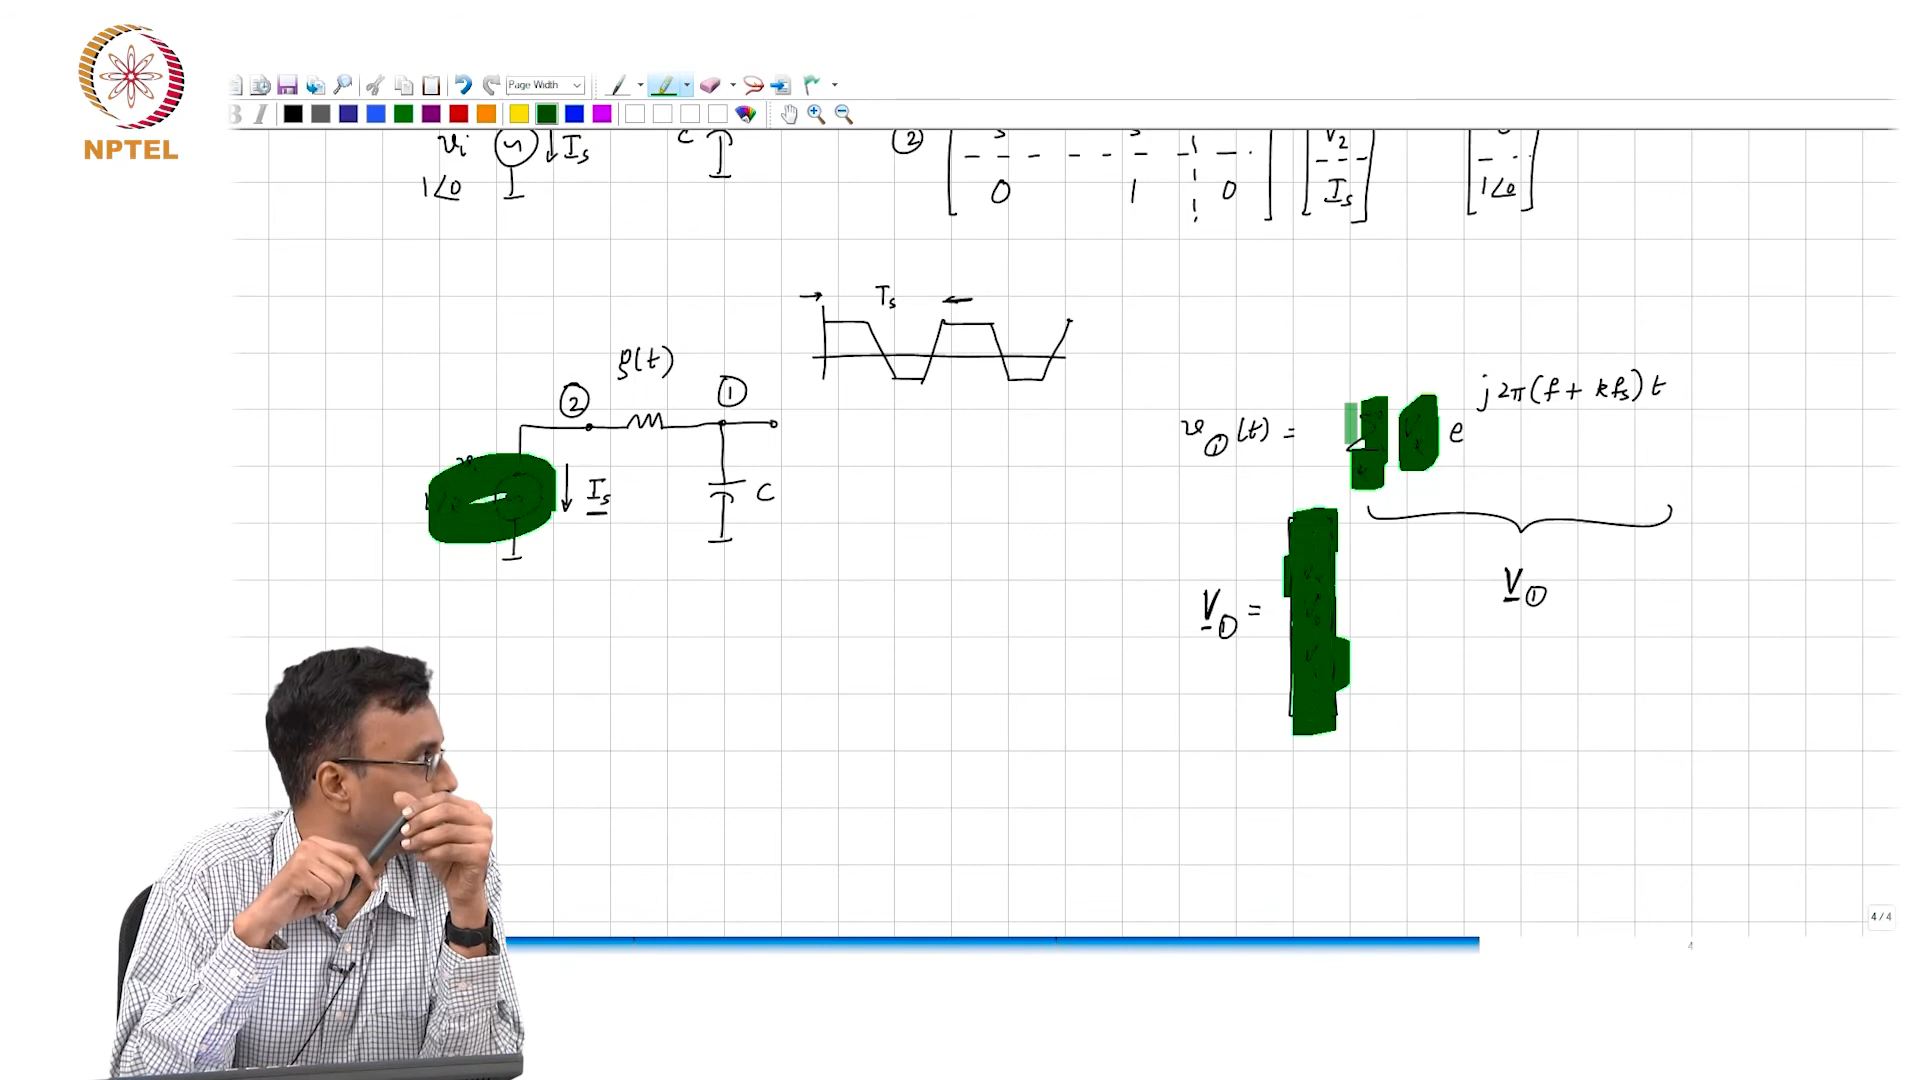 NPTEL
Page Width
vi
↓ Is
C
②
1∠0
0 1 0
V2
Is
1∠0
Ts
g(t)
②
①
Is
C
v①(t) =
e j2π(f + kfs)t
V① =
V①
4 / 4
4